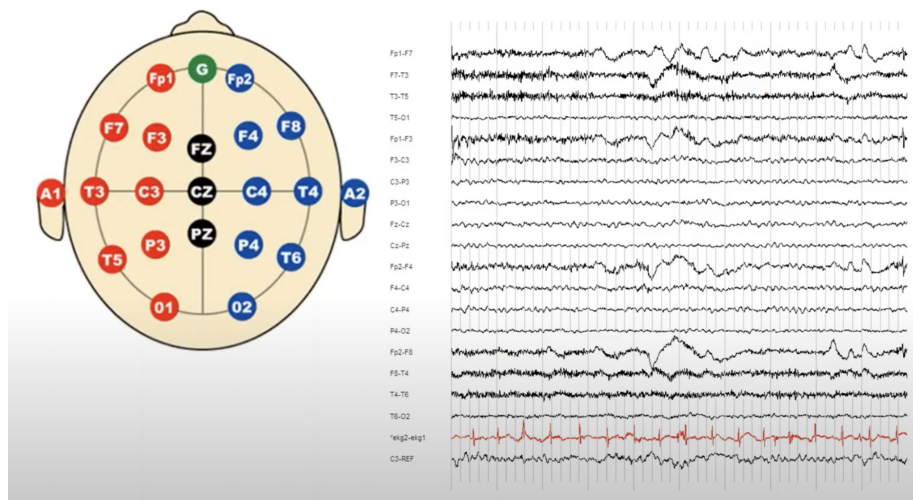 Fp1 G Fp2
F7 F3 FZ F4 F8
A1 T3 C3 CZ C4 T4 A2
T5 P3 PZ P4 T6
01 02
Fp1-F7
F7-T3
T3-T5
T5-O1
Fp1-F3
F3-C3
C3-P3
P3-O1
Fz-Cz
Cz-Pz
Fp2-F4
F4-C4
C4-P4
P4-O2
Fp2-F8
F8-T4
T4-T6
T6-O2
*ekg2-ekg1
C3-REF